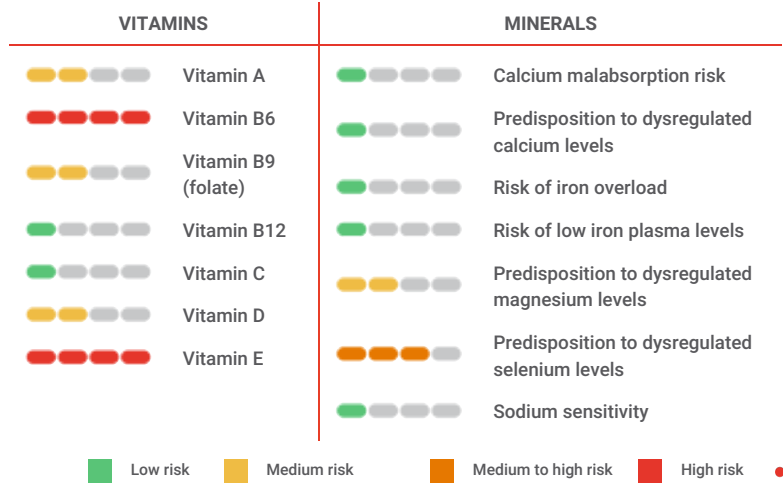 VITAMINS
Vitamin A
Vitamin B6
Vitamin B9
(folate)
Vitamin B12
Vitamin C
Vitamin D
Vitamin E
MINERALS
Calcium malabsorption risk
Predisposition to dysregulated
calcium levels
Risk of iron overload
Risk of low iron plasma levels
Predisposition to dysregulated
magnesium levels
Predisposition to dysregulated
selenium levels
Sodium sensitivity
Low risk
Medium risk
Medium to high risk
High risk